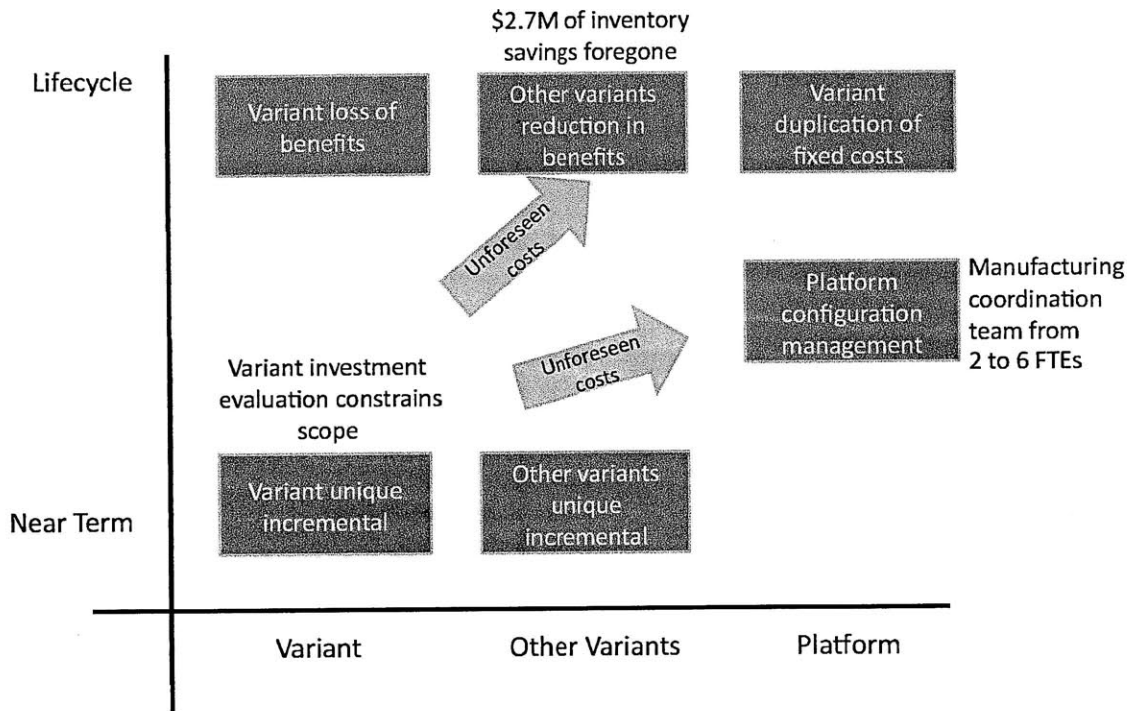 $2.7M of inventory
savings foregone
Lifecycle
Variant loss of
benefits
Other variants
reduction in
benefits
Variant
duplication of
fixed costs
Unforeseen
costs
Platform
configuration
management
Manufacturing
coordination
team from
2 to 6 FTEs
Unforeseen
costs
Variant investment
evaluation constrains
scope
Near Term
Variant unique
incremental
Other variants
unique
incremental
Variant
Other Variants
Platform